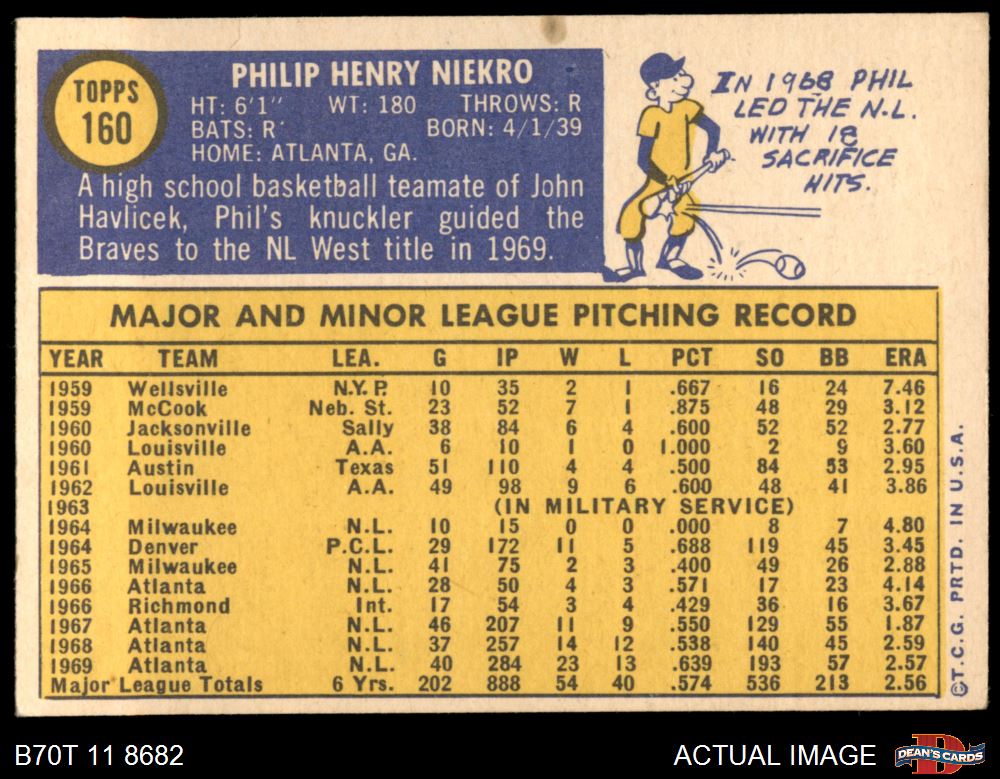 TOPPS
160
PHILIP HENRY NIEKRO
HT: 6'1" WT: 180 THROWS: R
BATS: R BORN: 4/1/39
HOME: ATLANTA, GA.
A high school basketball teamate of John
Havlicek, Phil's knuckler guided the
Braves to the NL West title in 1969.
IN 1968 PHIL
LED THE N.L.
WITH 18
SACRIFICE
HITS.
MAJOR AND MINOR LEAGUE PITCHING RECORD
YEAR TEAM LEA. G IP W L PCT SO BB ERA
1959 Wellsville N.Y.P. 10 35 2 1 .667 16 24 7.46
1959 McCook Neb. St. 23 52 7 1 .875 48 29 3.12
1960 Jacksonville Sally 38 84 6 4 .600 52 52 2.77
1960 Louisville A.A. 6 10 1 0 1.000 2 9 3.60
1961 Austin Texas 51 110 4 4 .500 84 53 2.95
1962 Louisville A.A. 49 98 9 6 .600 48 41 3.86
1963 (IN MILITARY SERVICE)
1964 Milwaukee N.L. 10 15 0 0 .000 8 7 4.80
1964 Denver P.C.L. 29 172 11 5 .688 119 45 3.45
1965 Milwaukee N.L. 41 75 2 3 .400 49 26 2.88
1966 Atlanta N.L. 28 50 4 3 .571 17 23 4.14
1966 Richmond Int. 17 54 3 4 .429 36 16 3.67
1967 Atlanta N.L. 46 207 11 9 .550 129 55 1.87
1968 Atlanta N.L. 37 257 14 12 .538 140 45 2.59
1969 Atlanta N.L. 40 284 23 13 .639 193 57 2.57
Major League Totals 6 Yrs. 202 888 54 40 .574 536 213 2.56
©T.C.G. PRTD. IN U.S.A.
B70T 11 8682
ACTUAL IMAGE
D
DEAN'S CARDS